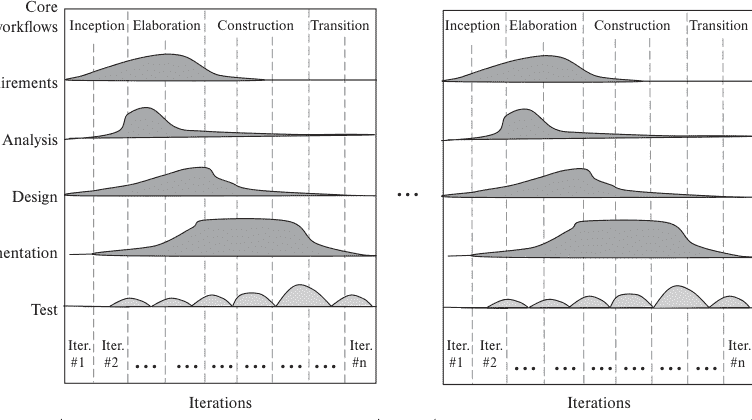 Core
workflows Inception Elaboration Construction Transition Inception Elaboration Construction Transition
irements
Analysis
Design
...
nentation
Test
Iter. Iter. Iter. Iter. Iter. Iter.
#1 #2 ... ... ... ... ... ... #n #1 #2 ... ... ... ... ... ... #n
Iterations Iterations